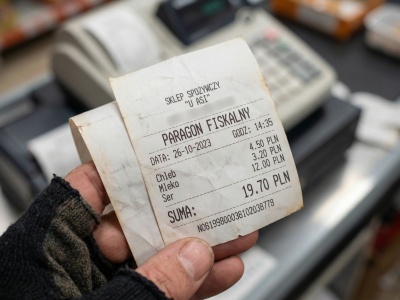 SKLEP SPOŻYWCZY
"U ASI"
PARAGON FISKALNY
DATA: 26-10-2023 GODZ: 14:35
Chleb 4.50 PLN
Mleko 3.20 PLN
Ser 12.00 PLN
SUMA: 19.70 PLN